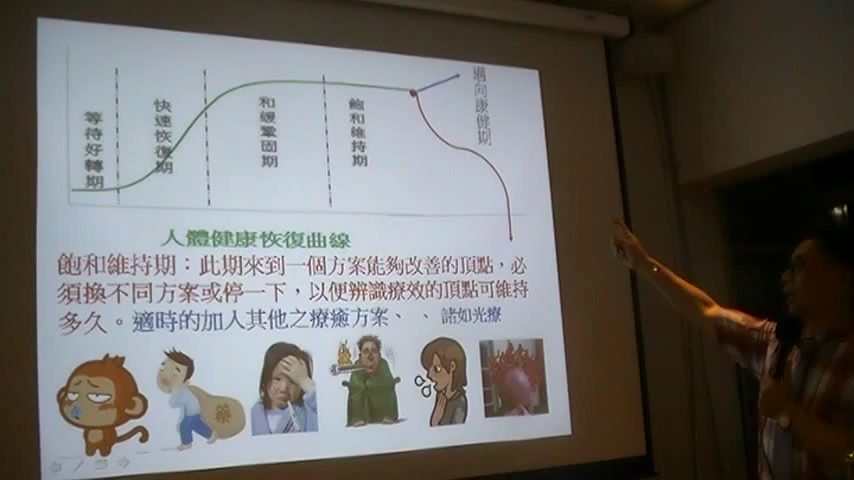 等待好轉期
快速恢復期
和緩鞏固期
飽和維持期
邁向康健期
人體健康恢復曲線
飽和維持期：此期來到一個方案能夠改善的頂點，必
須換不同方案或停一下，以便辨識療效的頂點可維持
多久。適時的加入其他之療癒方案、、諸如光療
藥